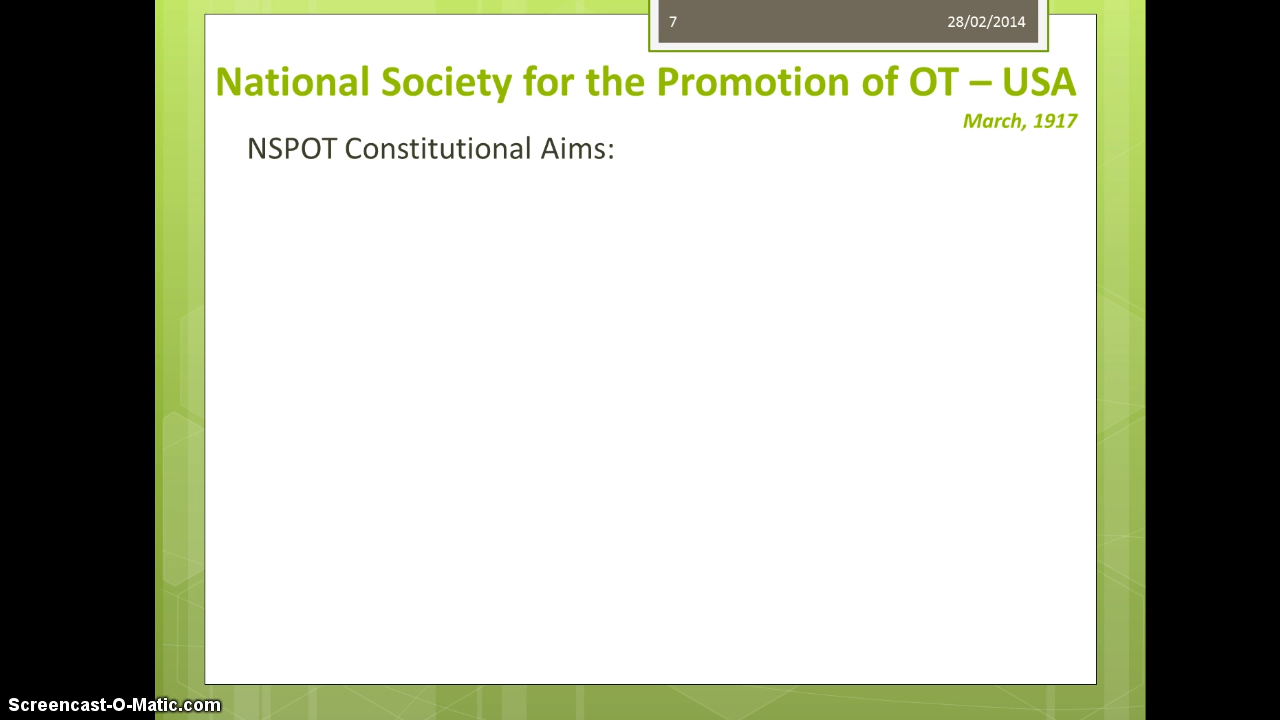 7 28/02/2014
National Society for the Promotion of OT – USA
March, 1917
NSPOT Constitutional Aims:
Screencast-O-Matic.com